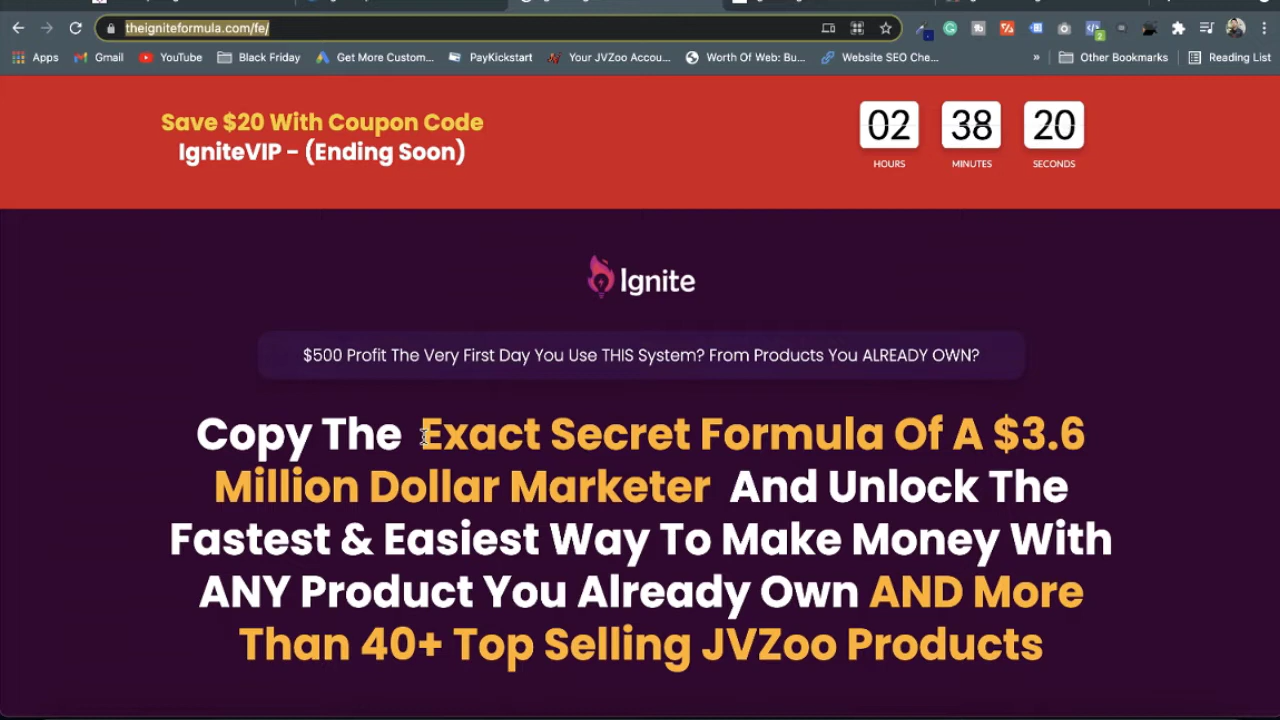 theigniteformula.com/fe/
Apps Gmail YouTube Black Friday Get More Custom... PayKickstart Your JVZoo Accou... Worth Of Web: Bu... Website SEO Che... » Other Bookmarks Reading List
Save $20 With Coupon Code
IgniteVIP - (Ending Soon)
02 38 20
HOURS MINUTES SECONDS
Ignite
$500 Profit The Very First Day You Use THIS System? From Products You ALREADY OWN?
Copy The Exact Secret Formula Of A $3.6
Million Dollar Marketer And Unlock The
Fastest & Easiest Way To Make Money With
ANY Product You Already Own AND More
Than 40+ Top Selling JVZoo Products